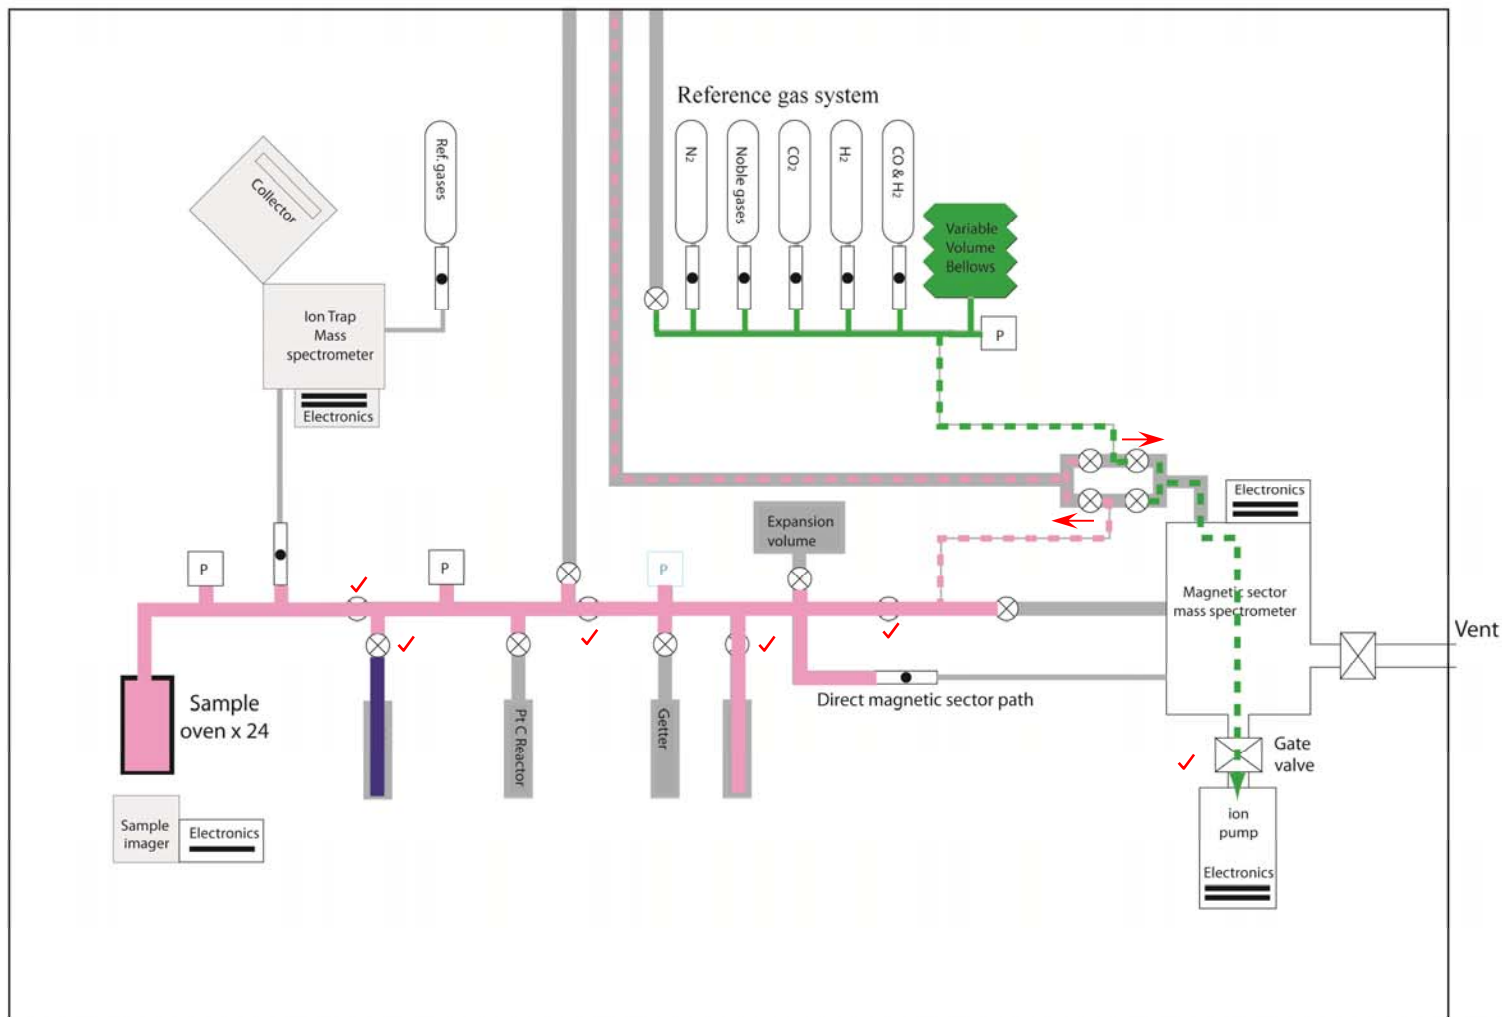 Reference gas system
Ref. gases
N2
Noble gases
CO2
H2
CO & H2
Collector
Variable
Volume
Bellows
Ion Trap
Mass
spectrometer
P
Electronics
Electronics
Expansion
volume
P
P
P
Magnetic sector
mass spectrometer
Vent
Sample
oven x 24
Pt C Reactor
Getter
Direct magnetic sector path
Gate
valve
Sample
imager
Electronics
ion
pump
Electronics